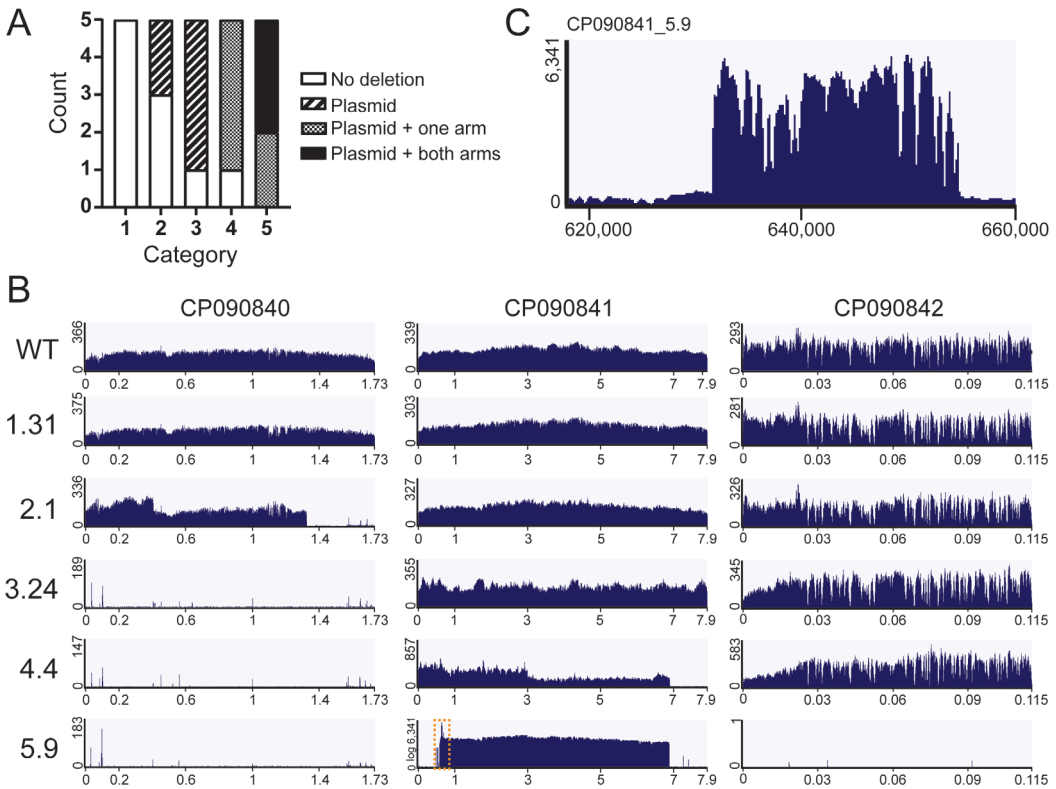 A
5
4
3
2
1
0
Count
1 2 3 4 5
Category
No deletion
Plasmid
Plasmid + one arm
Plasmid + both arms
C
CP090841_5.9
6,341
0
620,000 640,000 660,000
B
CP090840 CP090841 CP090842
WT
0 366
0 0.2 0.6 1 1.4 1.73
0 339
0 1 3 5 7 7.9
0 293
0 0.03 0.06 0.09 0.115
1.31
0 375
0 0.2 0.6 1 1.4 1.73
0 303
0 1 3 5 7 7.9
0 281
0 0.03 0.06 0.09 0.115
2.1
0 336
0 0.2 0.6 1 1.4 1.73
0 327
0 1 3 5 7 7.9
0 326
0 0.03 0.06 0.09 0.115
3.24
0 189
0 0.2 0.6 1 1.4 1.73
0 355
0 1 3 5 7 7.9
0 345
0 0.03 0.06 0.09 0.115
4.4
0 147
0 0.2 0.6 1 1.4 1.73
0 857
0 1 3 5 7 7.9
0 583
0 0.03 0.06 0.09 0.115
5.9
0 183
0 0.2 0.6 1 1.4 1.73
0 log 6 341
0 1 3 5 7 7.9
0 1
0 0.03 0.06 0.09 0.115